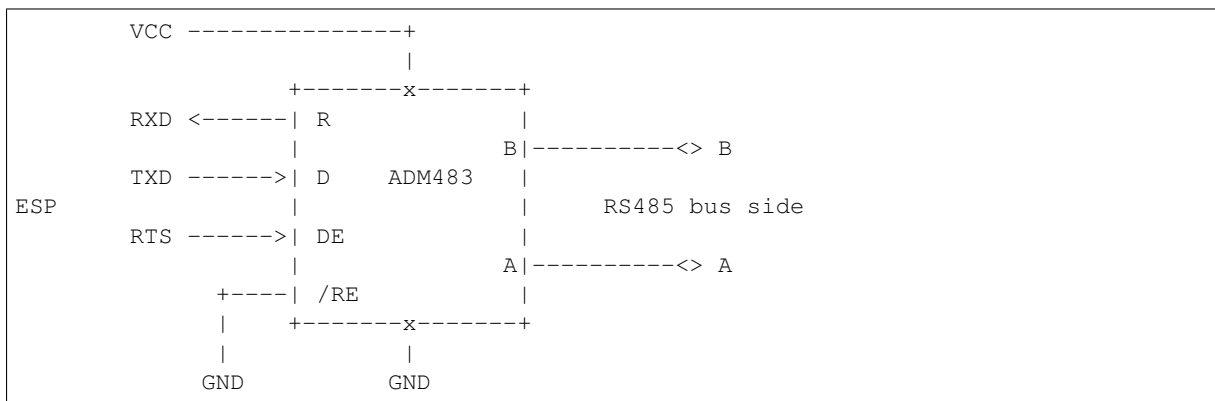 VCC ---------------+
|
+-------x-------+
RXD <------| R |
| B|----------<> B
TXD ------>| D ADM483 |
ESP | | RS485 bus side
RTS ------>| DE |
| A|----------<> A
+----| /RE |
| +-------x-------+
| |
GND GND